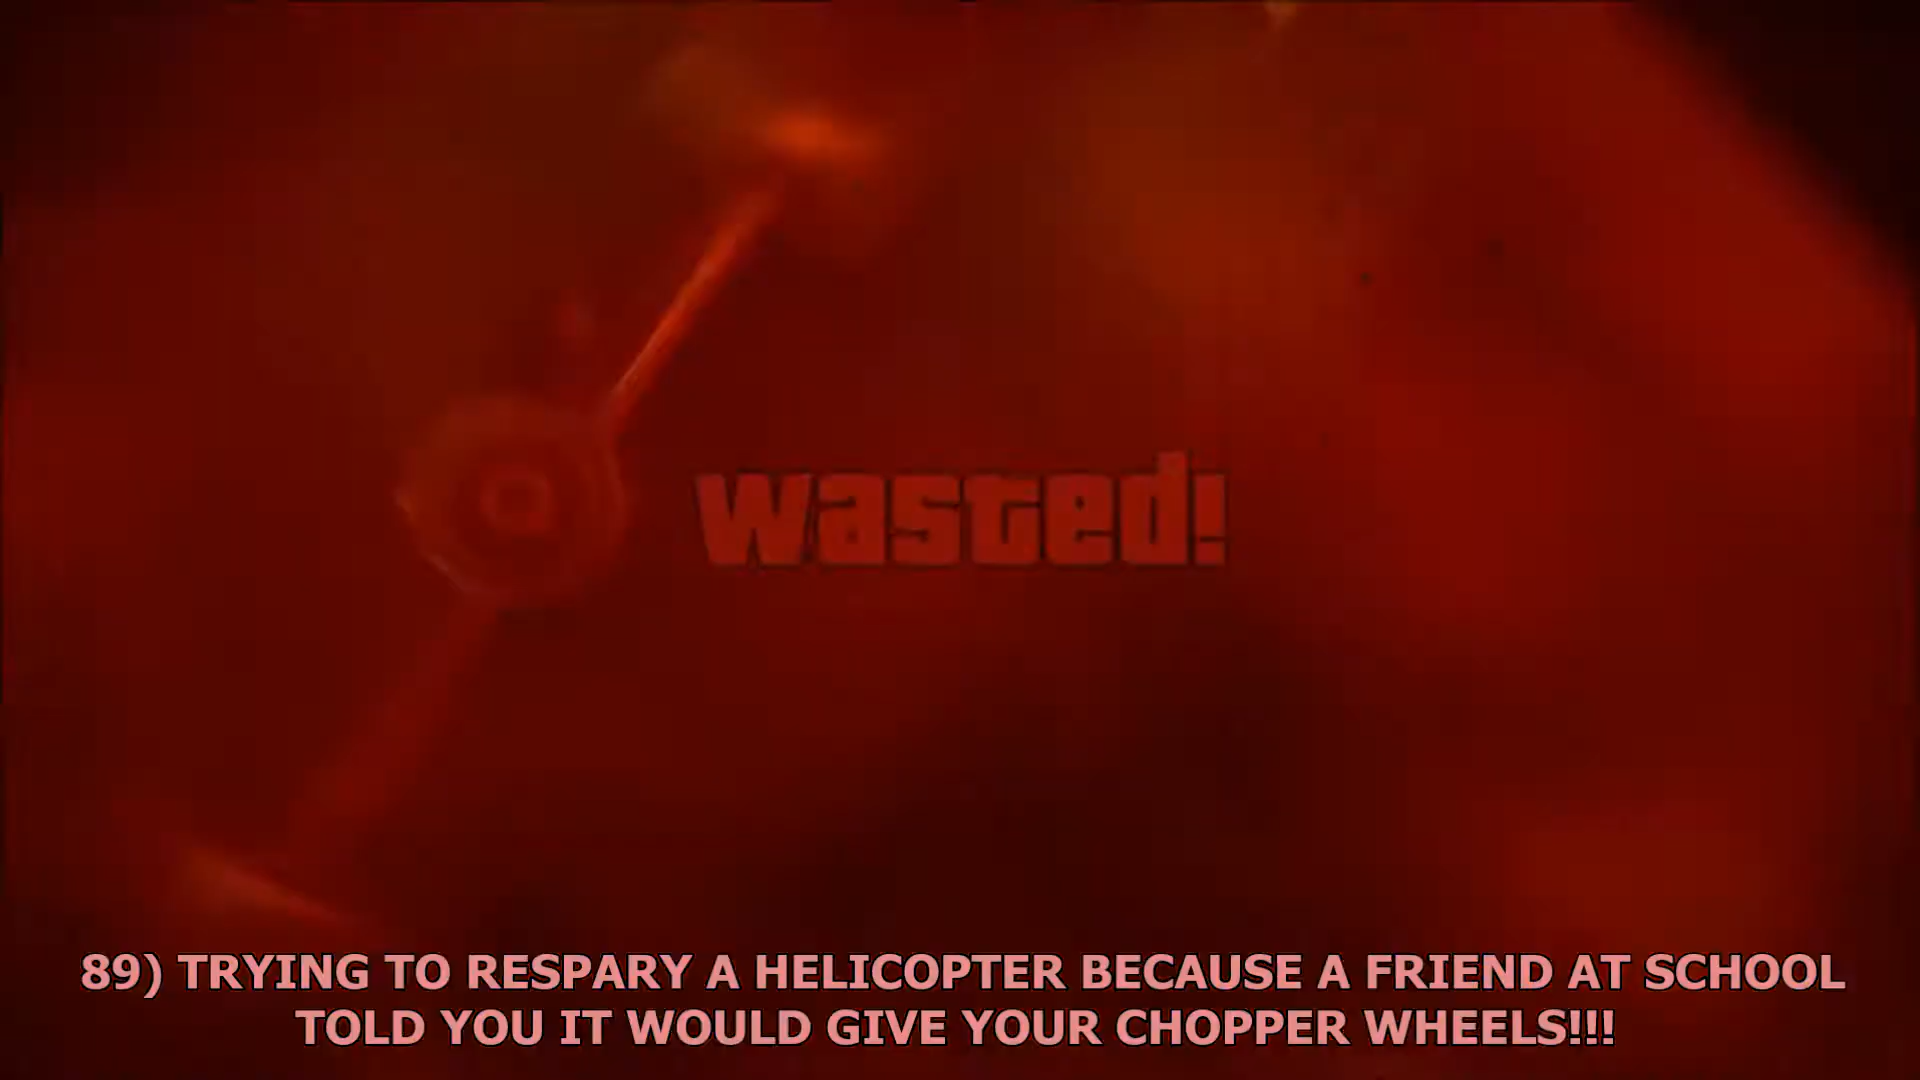 wasted!
89) TRYING TO RESPARY A HELICOPTER BECAUSE A FRIEND AT SCHOOL
TOLD YOU IT WOULD GIVE YOUR CHOPPER WHEELS!!!